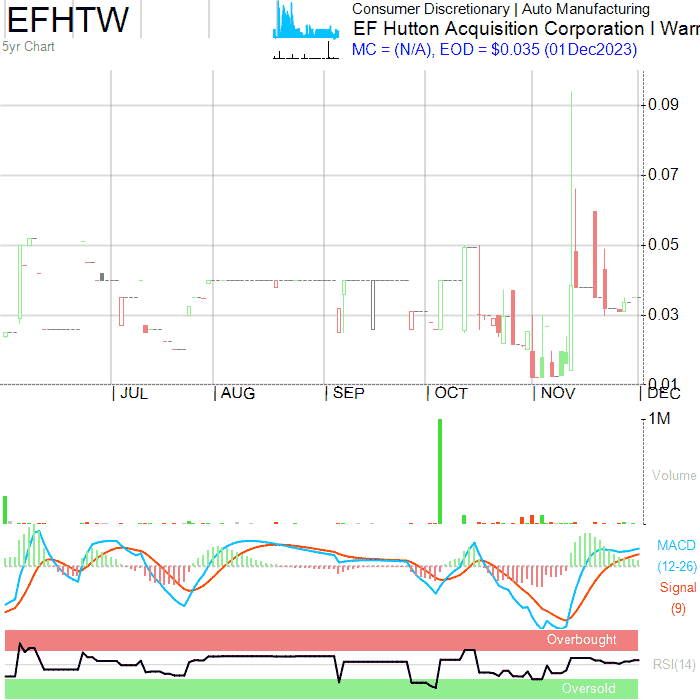 EFHTW
5yr Chart
Consumer Discretionary | Auto Manufacturing
EF Hutton Acquisition Corporation I Warr
MC = (N/A), EOD = $0.035 (01Dec2023)
0.09
0.07
0.05
0.03
0.01
JUL AUG SEP OCT NOV DEC
1M
Volume
MACD
(12-26)
Signal
(9)
Overbought
RSI(14)
Oversold